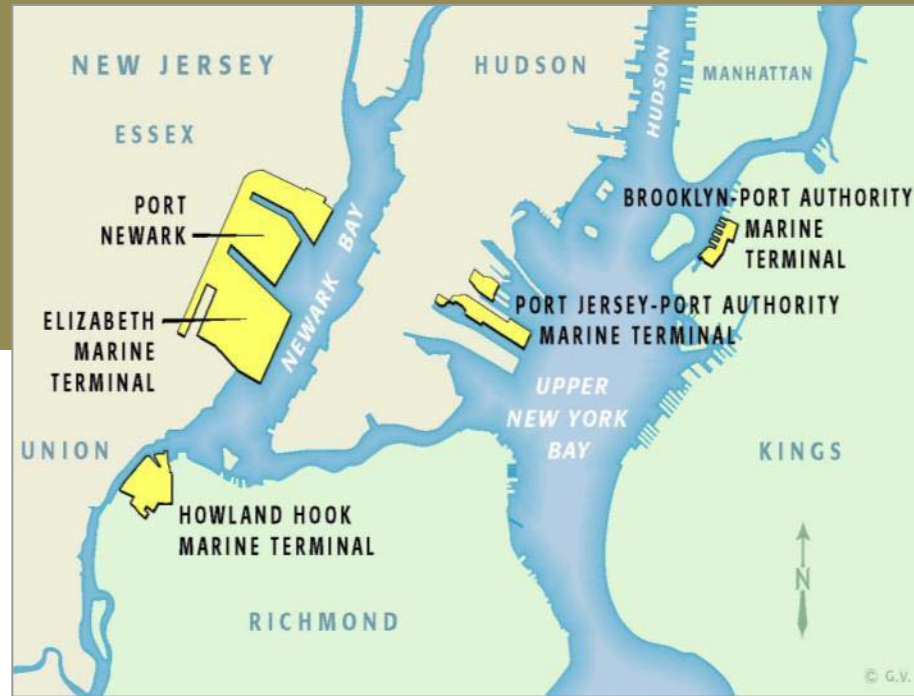 NEW JERSEY
HUDSON
HUDSON
MANHATTAN
ESSEX
PORT
NEWARK
NEWARK BAY
BROOKLYN-PORT AUTHORITY
MARINE
TERMINAL
ELIZABETH
MARINE
TERMINAL
PORT JERSEY-PORT AUTHORITY
MARINE TERMINAL
UPPER
NEW YORK
BAY
UNION
KINGS
HOWLAND HOOK
MARINE TERMINAL
RICHMOND
N
© G.V.